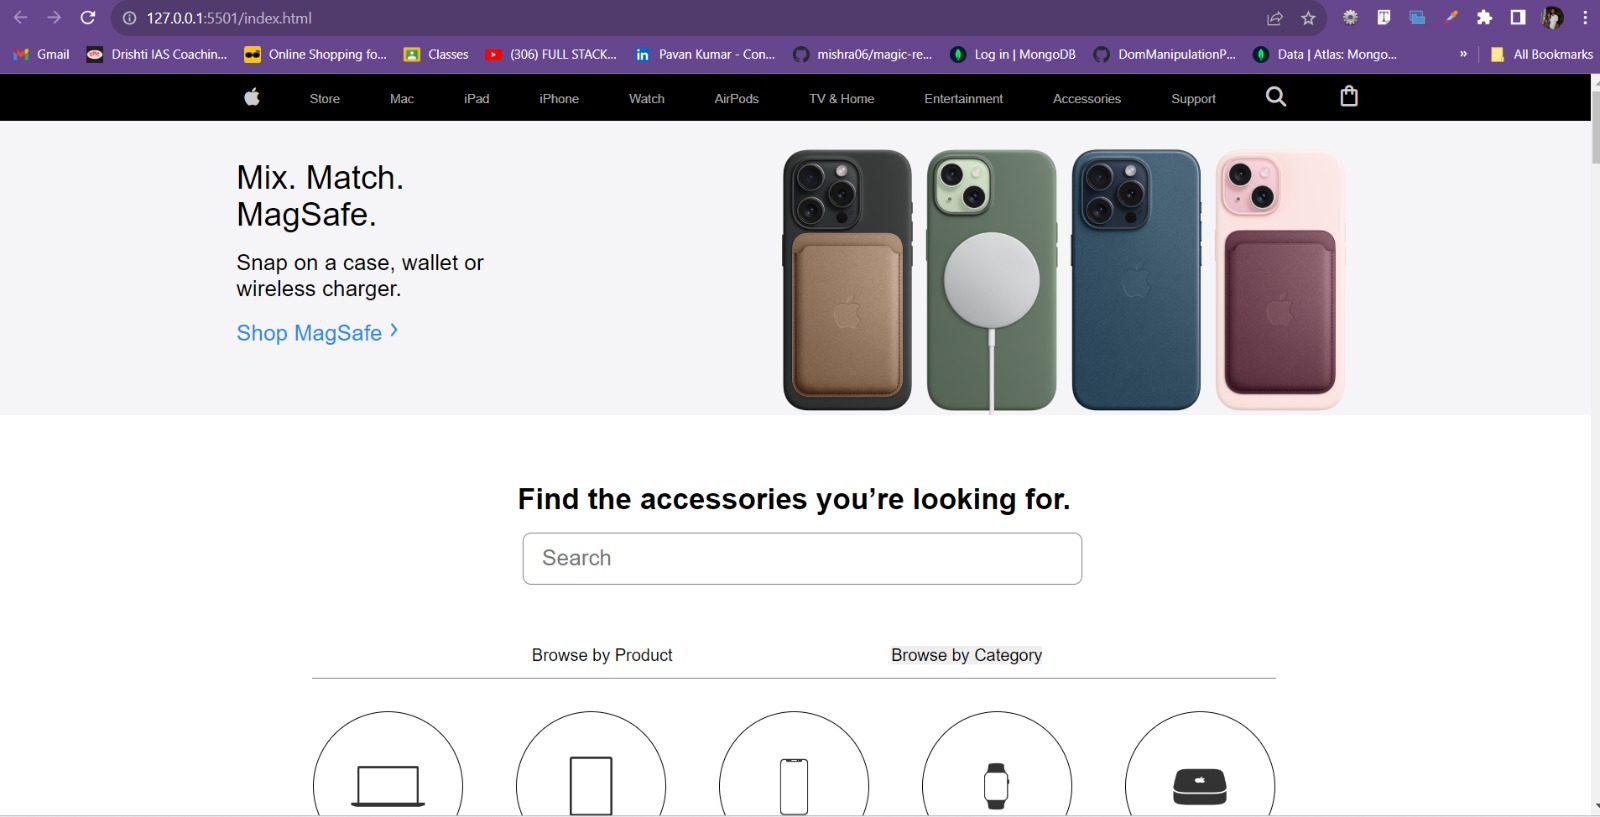 127.0.0.1:5501/index.html
Gmail
Drishti IAS Coachin...
Online Shopping fo...
Classes
(306) FULL STACK...
Pavan Kumar - Con...
mishra06/magic-re...
Log in | MongoDB
DomManipulationP...
Data | Atlas: Mongo...
»
All Bookmarks
Store
Mac
iPad
iPhone
Watch
AirPods
TV & Home
Entertainment
Accessories
Support
Mix. Match.
MagSafe.
Snap on a case, wallet or
wireless charger.
Shop MagSafe ›
Find the accessories you’re looking for.
Search
Browse by Product
Browse by Category